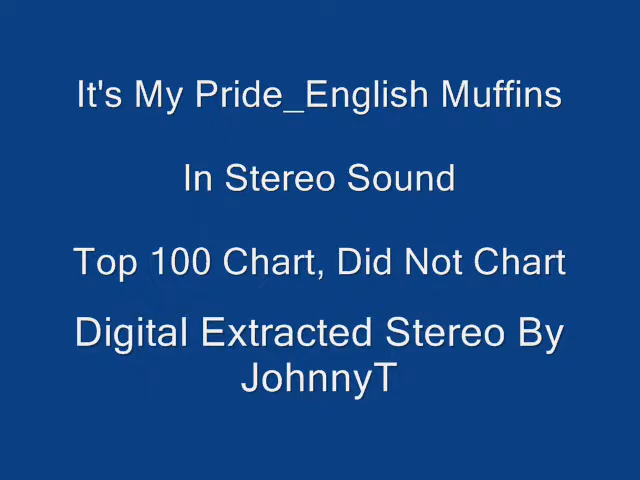 It's My Pride_English Muffins
In Stereo Sound
Top 100 Chart, Did Not Chart
Digital Extracted Stereo By
JohnnyT